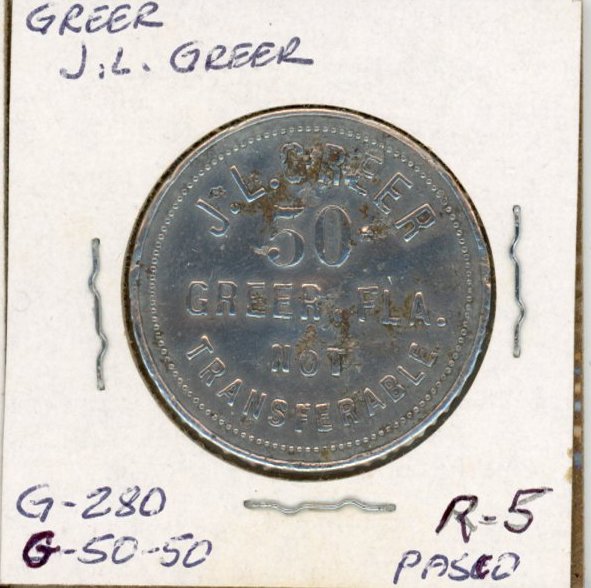 GREER
J.L. GREER
J.L. GREER
50
GREER, FLA.
NOT
TRANSFERABLE
G-280
G-50-50
R-5
PASCO